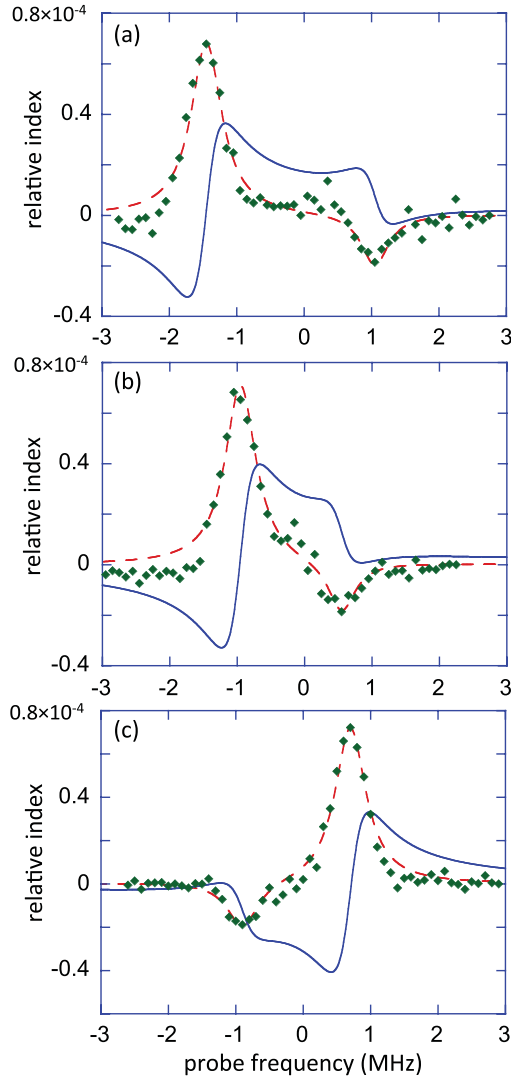 0.8×10-4
(a)
relative index
0.4
0
-0.4
-3 -2 -1 0 1 2 3
0.8×10-4
(b)
relative index
0.4
0
-0.4
-3 -2 -1 0 1 2 3
0.8×10-4
(c)
relative index
0.4
0
-0.4
-3 -2 -1 0 1 2 3
probe frequency (MHz)